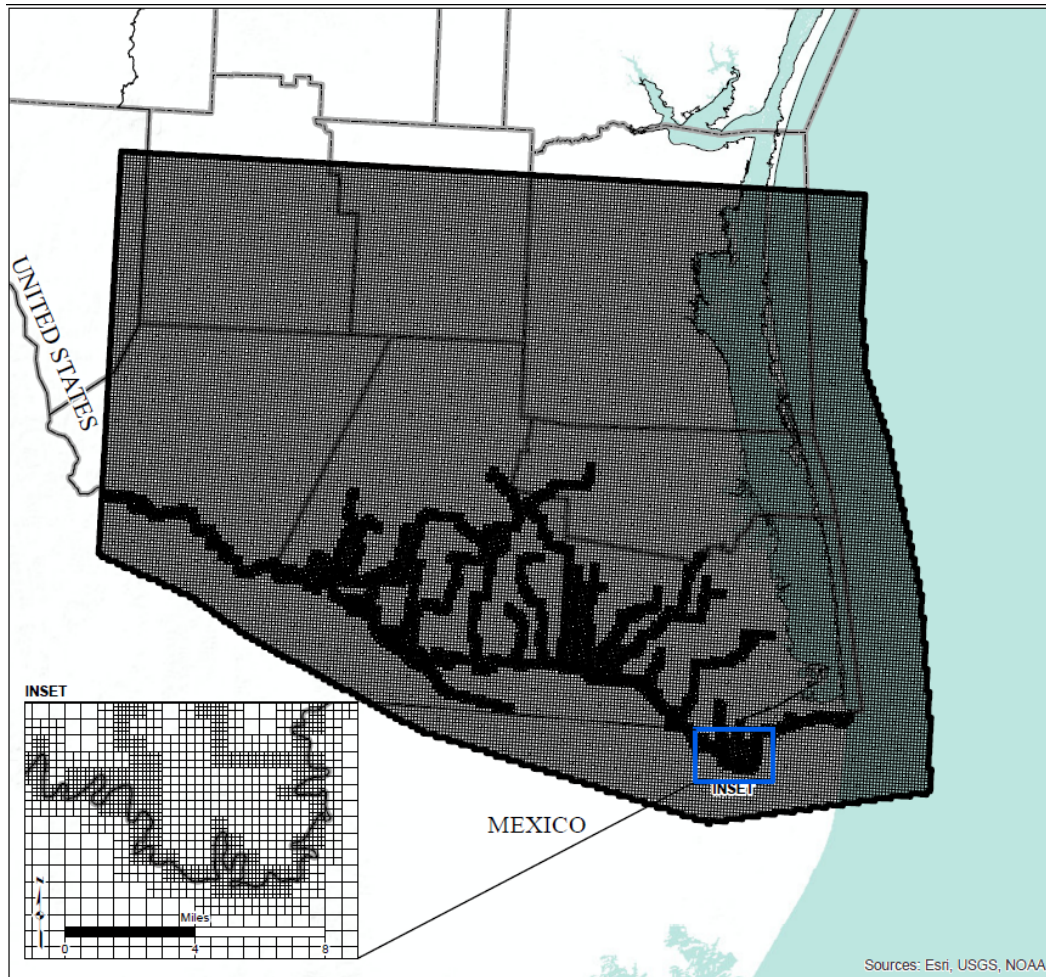 UNITED STATES
INSET
INSET
MEXICO
N
Miles
0 4 8
Sources: Esri, USGS, NOAA